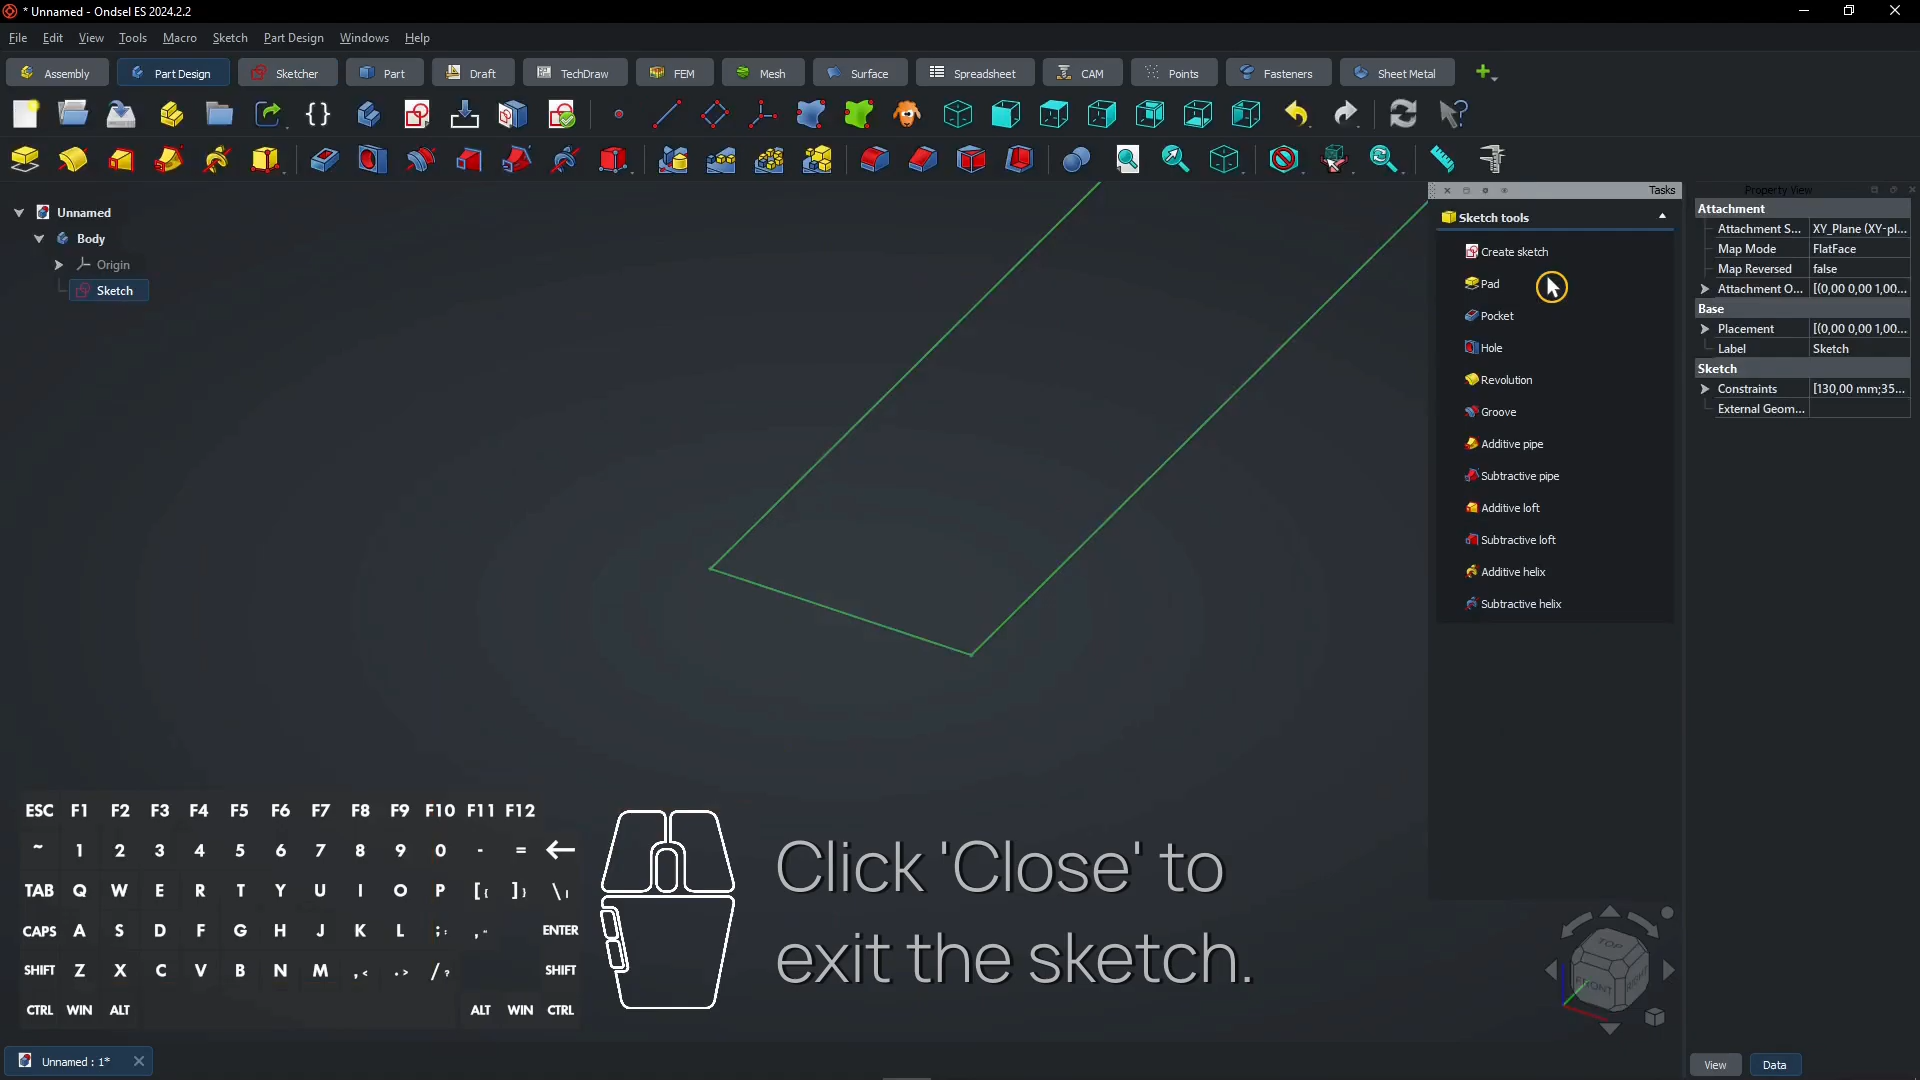 * Unnamed - Ondsel ES 2024.2.2
File Edit View Tools Macro Sketch Part Design Windows Help
Assembly Part Design Sketcher Part Draft TechDraw FEM Mesh Surface Spreadsheet CAM Points Fasteners Sheet Metal
Tasks
Property View
Unnamed
Body
Origin
Sketch
Sketch tools
Create sketch
Pad
Pocket
Hole
Revolution
Groove
Additive pipe
Subtractive pipe
Additive loft
Subtractive loft
Additive helix
Subtractive helix
Attachment
Attachment S... XY_Plane (XY-pl...
Map Mode FlatFace
Map Reversed false
Attachment O... [(0,00 0,00 1,00...
Base
Placement [(0,00 0,00 1,00...
Label Sketch
Sketch
Constraints [130,00 mm;35...
External Geom...
ESC F1 F2 F3 F4 F5 F6 F7 F8 F9 F10 F11 F12
~ 1 2 3 4 5 6 7 8 9 0 - =
TAB Q W E R T Y U I O P [{ ]} \|
CAPS A S D F G H J K L ;: ,“ ENTER
SHIFT Z X C V B N M ,< .> /? SHIFT
CTRL WIN ALT ALT WIN CTRL
Click 'Close' to
exit the sketch.
TOP
FRONT
RIGHT
Unnamed : 1*
View Data